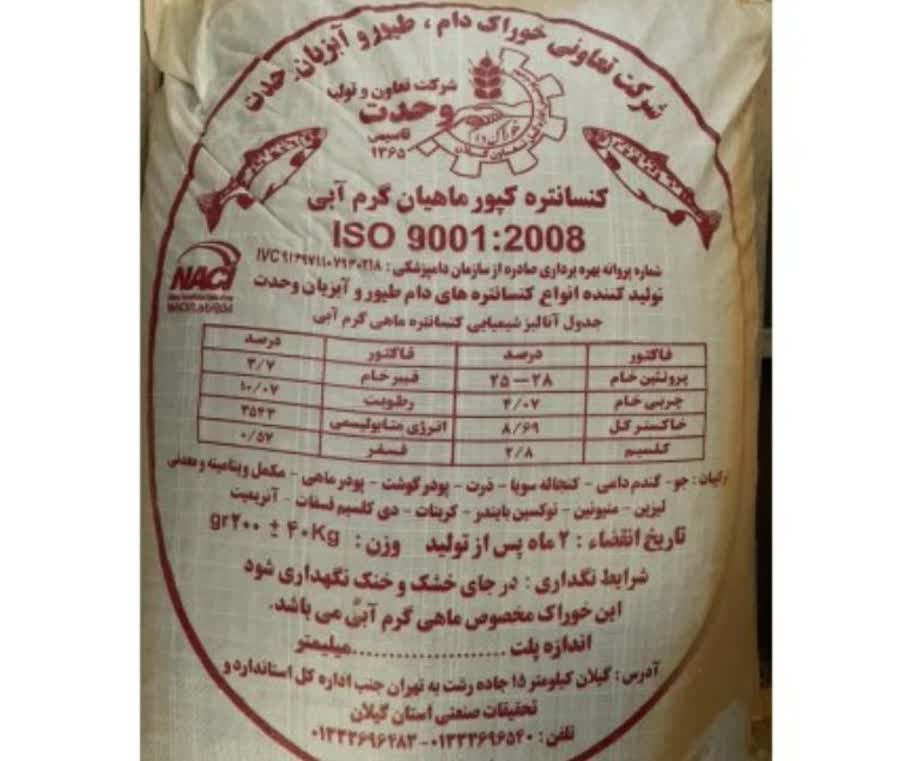 شرکت تعاونی خوراک دام ، طیور و آبزیان وحدت
شرکت تعاون و تولید
وحدت
تاسیس
۱۳۶۵
کنسانتره کپور ماهیان گرم آبی
ISO 9001:2008
NACI
شماره پروانه بهره برداری صادره از سازمان دامپزشکی :
تولید کننده انواع کنسانتره های دام طیور و آبزیان وحدت
جدول آنالیز شیمیایی کنسانتره ماهی گرم آبی
فاکتور درصد فاکتور درصد
پروتئین خام ۲۵ – ۲۸ فیبر خام ۳/۷
چربی خام ۴/۰۷ رطوبت ۱۰/۰۷
خاکستر کل ۸/۶۹ انرژی متابولیسمی ۳۵۴۳
کلسیم ۲/۸ فسفر ۰/۵۷
ترکیبات : جو - گندم دامی - کنجاله سویا - ذرت - پودر گوشت - پودر ماهی - مکمل ویتامینه و معدنی
لیزین - متیونین - توکسین بایندر - کربنات - دی کلسیم فسفات - آنزیمیت
تاریخ انقضاء : ۲ ماه پس از تولید وزن : ۴۰Kg ± ۲۰۰ gr
شرایط نگداری : در جای خشک و خنک نگهداری شود
این خوراک مخصوص ماهی گرم آبی می باشد.
اندازه پلت ....................میلیمتر
آدرس : گیلان کیلومتر ۱۵ جاده رشت به تهران جنب اداره کل استاندارد و
تحقیقات صنعتی استان گیلان
تلفن : ۰۱۳۳۳۶۹۶۵۴۰-۰۱۳۳۳۶۹۶۴۸۳